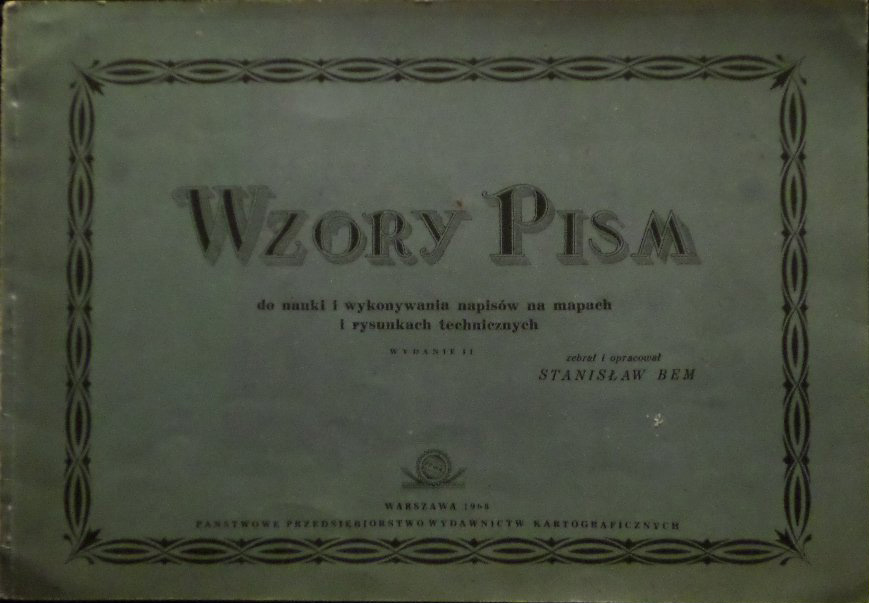 WZORY PISM
do nauki i wykonywania napisów na mapach
i rysunkach technicznych
WYDANIE II
zebrał i opracował
STANISŁAW BEM
WARSZAWA 1968
PAŃSTWOWE PRZEDSIĘBIORSTWO WYDAWNICTW KARTOGRAFICZNYCH